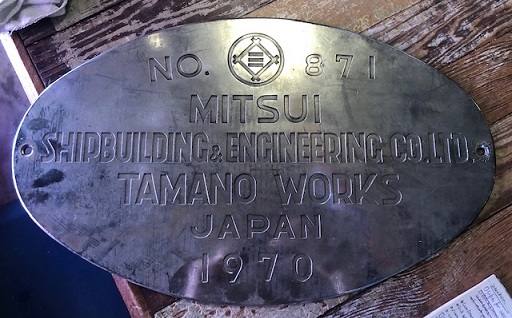 NO. 871
MITSUI
SHIPBUILDING & ENGINEERING CO., LTD.
TAMANO WORKS
JAPAN
1970